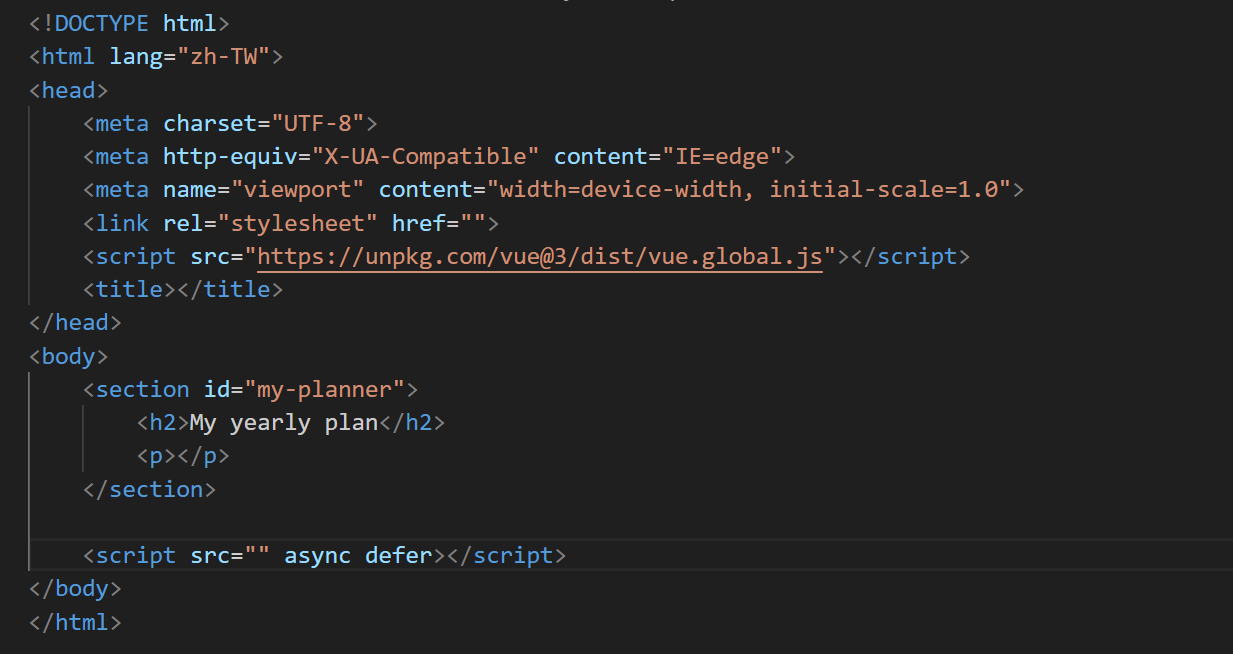 <!DOCTYPE html>
<html lang="zh-TW">
<head>
    <meta charset="UTF-8">
    <meta http-equiv="X-UA-Compatible" content="IE=edge">
    <meta name="viewport" content="width=device-width, initial-scale=1.0">
    <link rel="stylesheet" href="">
    <script src="https://unpkg.com/vue@3/dist/vue.global.js"></script>
    <title></title>
</head>
<body>
    <section id="my-planner">
        <h2>My yearly plan</h2>
        <p></p>
    </section>

    <script src="" async defer></script>
</body>
</html>